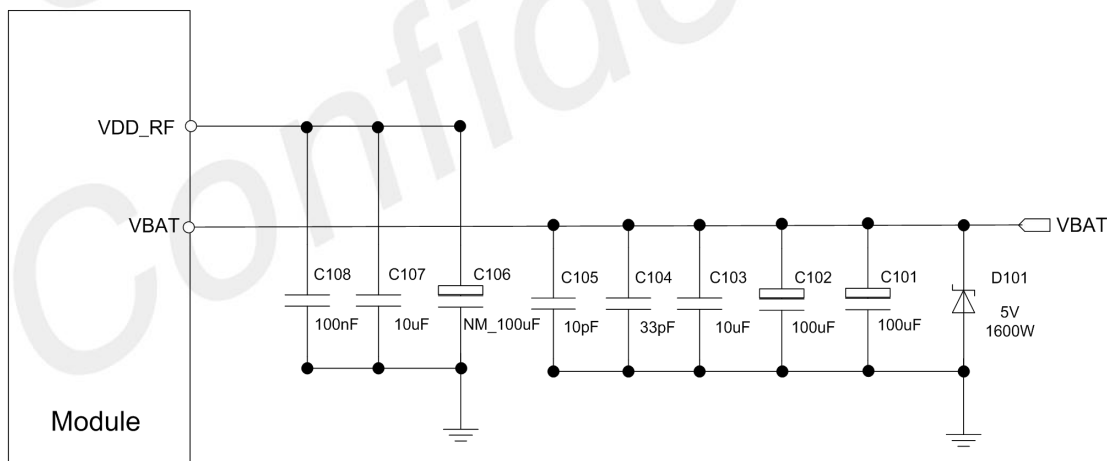 Confide
VDD_RF
VBAT
VBAT
C108
C107
C106
C105
C104
C103
C102
C101
D101
100nF
10uF
NM_100uF
10pF
33pF
10uF
100uF
100uF
5V
1600W
Module